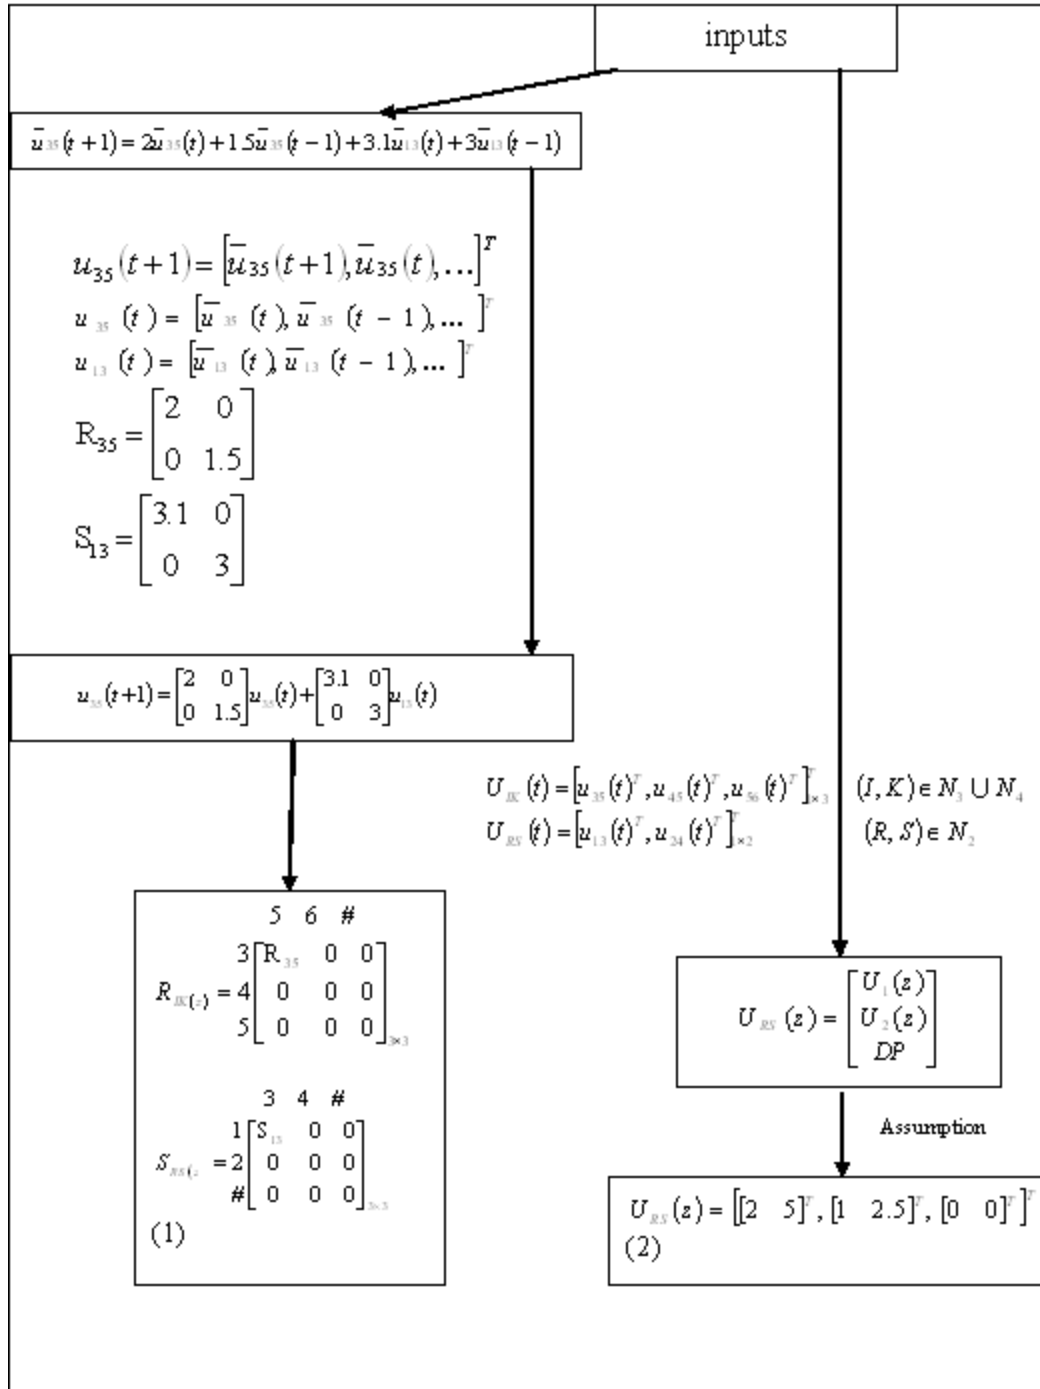 inputs
ū₃₅(t+1)=2ū₃₅(t)+1.5ū₃₅(t−1)+3.1ū₁₃(t)+3ū₁₃(t−1)
u₃₅(t+1)=[ū₃₅(t+1),ū₃₅(t),...]ᵀ
u₃₅(t)=[ū₃₅(t),ū₃₅(t−1),...]ᵀ
u₁₃(t)=[ū₁₃(t),ū₁₃(t−1),...]ᵀ
R₃₅=[2 0
0 1.5]
S₁₃=[3.1 0
0 3]
u₃₅(t+1)=[2 0
0 1.5]u₃₅(t)+[3.1 0
0 3]u₁₃(t)
U_IK(t)=[u₃₅(t)ᵀ,u₄₅(t)ᵀ,u₅₆(t)ᵀ]ᵀ₁ₓ₃ (I,K)∈N₃∪N₄
U_RS(t)=[u₁₃(t)ᵀ,u₂₄(t)ᵀ]ᵀ₁ₓ₂ (R,S)∈N₂
5 6 #
3[R₃₅ 0 0]
R_IK(z)=4[0 0 0]
5[0 0 0]₃ₓ₃
3 4 #
1[S₁₃ 0 0]
S_RS(z =2[0 0 0]
#[0 0 0]₃ₓ₃
(1)
U₁(z)
U_RS(z)=[U₂(z)]
DP
Assumption
U_RS(z)=[[2 5]ᵀ,[1 2.5]ᵀ,[0 0]ᵀ]ᵀ
(2)